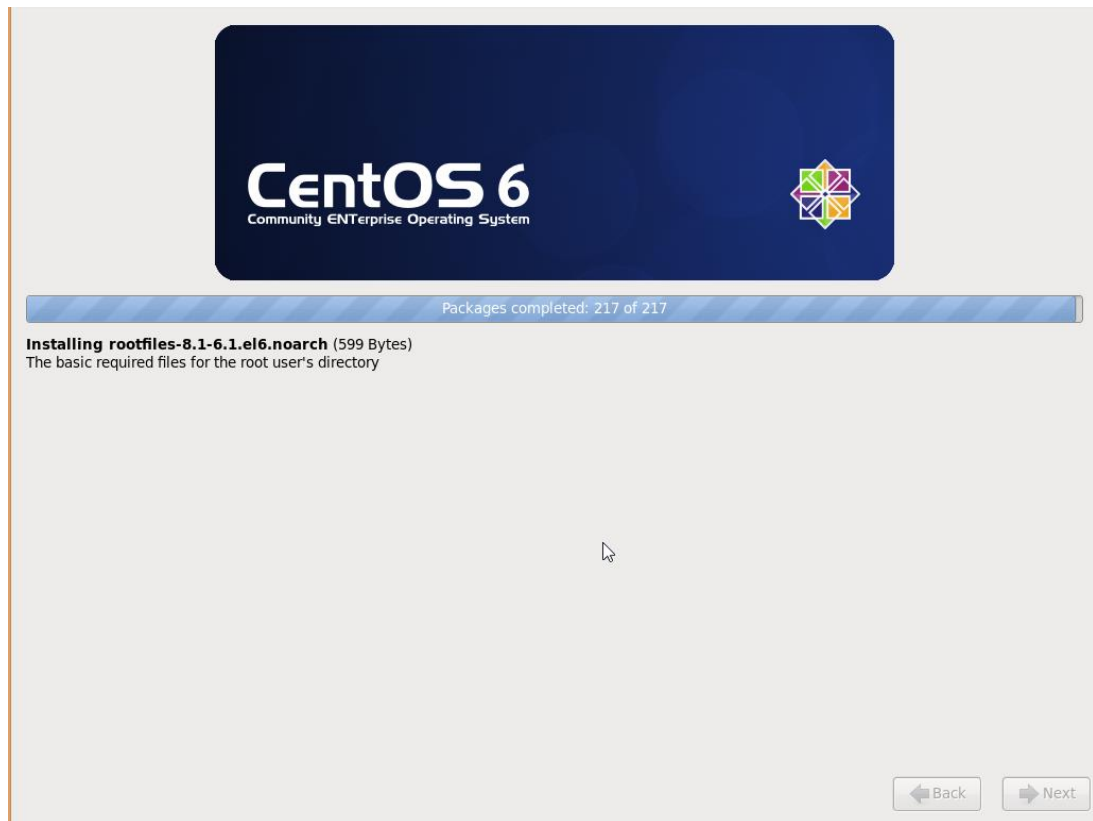 CentOS 6
Community ENTerprise Operating System
Packages completed: 217 of 217
Installing rootfiles-8.1-6.1.el6.noarch (599 Bytes)
The basic required files for the root user's directory
Back
Next